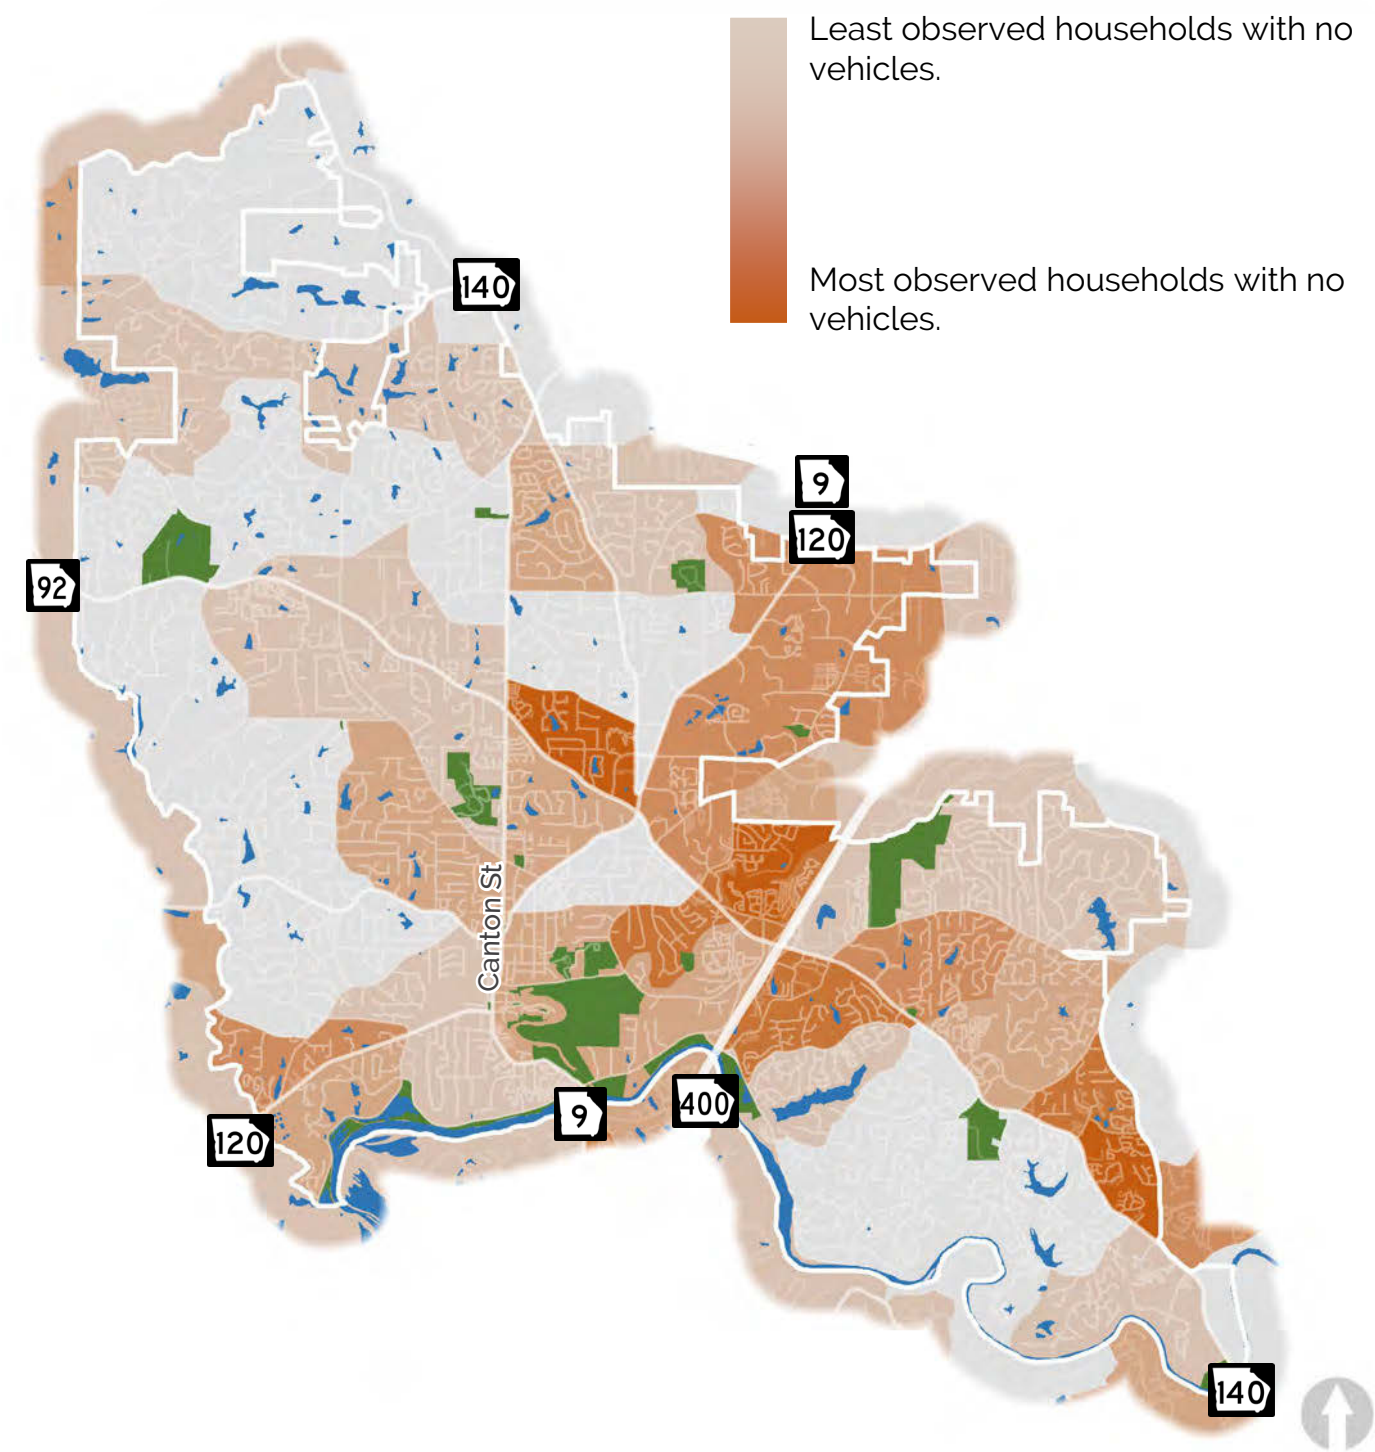 Least observed households with no
vehicles.
Most observed households with no
vehicles.
140
9
120
92
Canton St
9
400
120
140